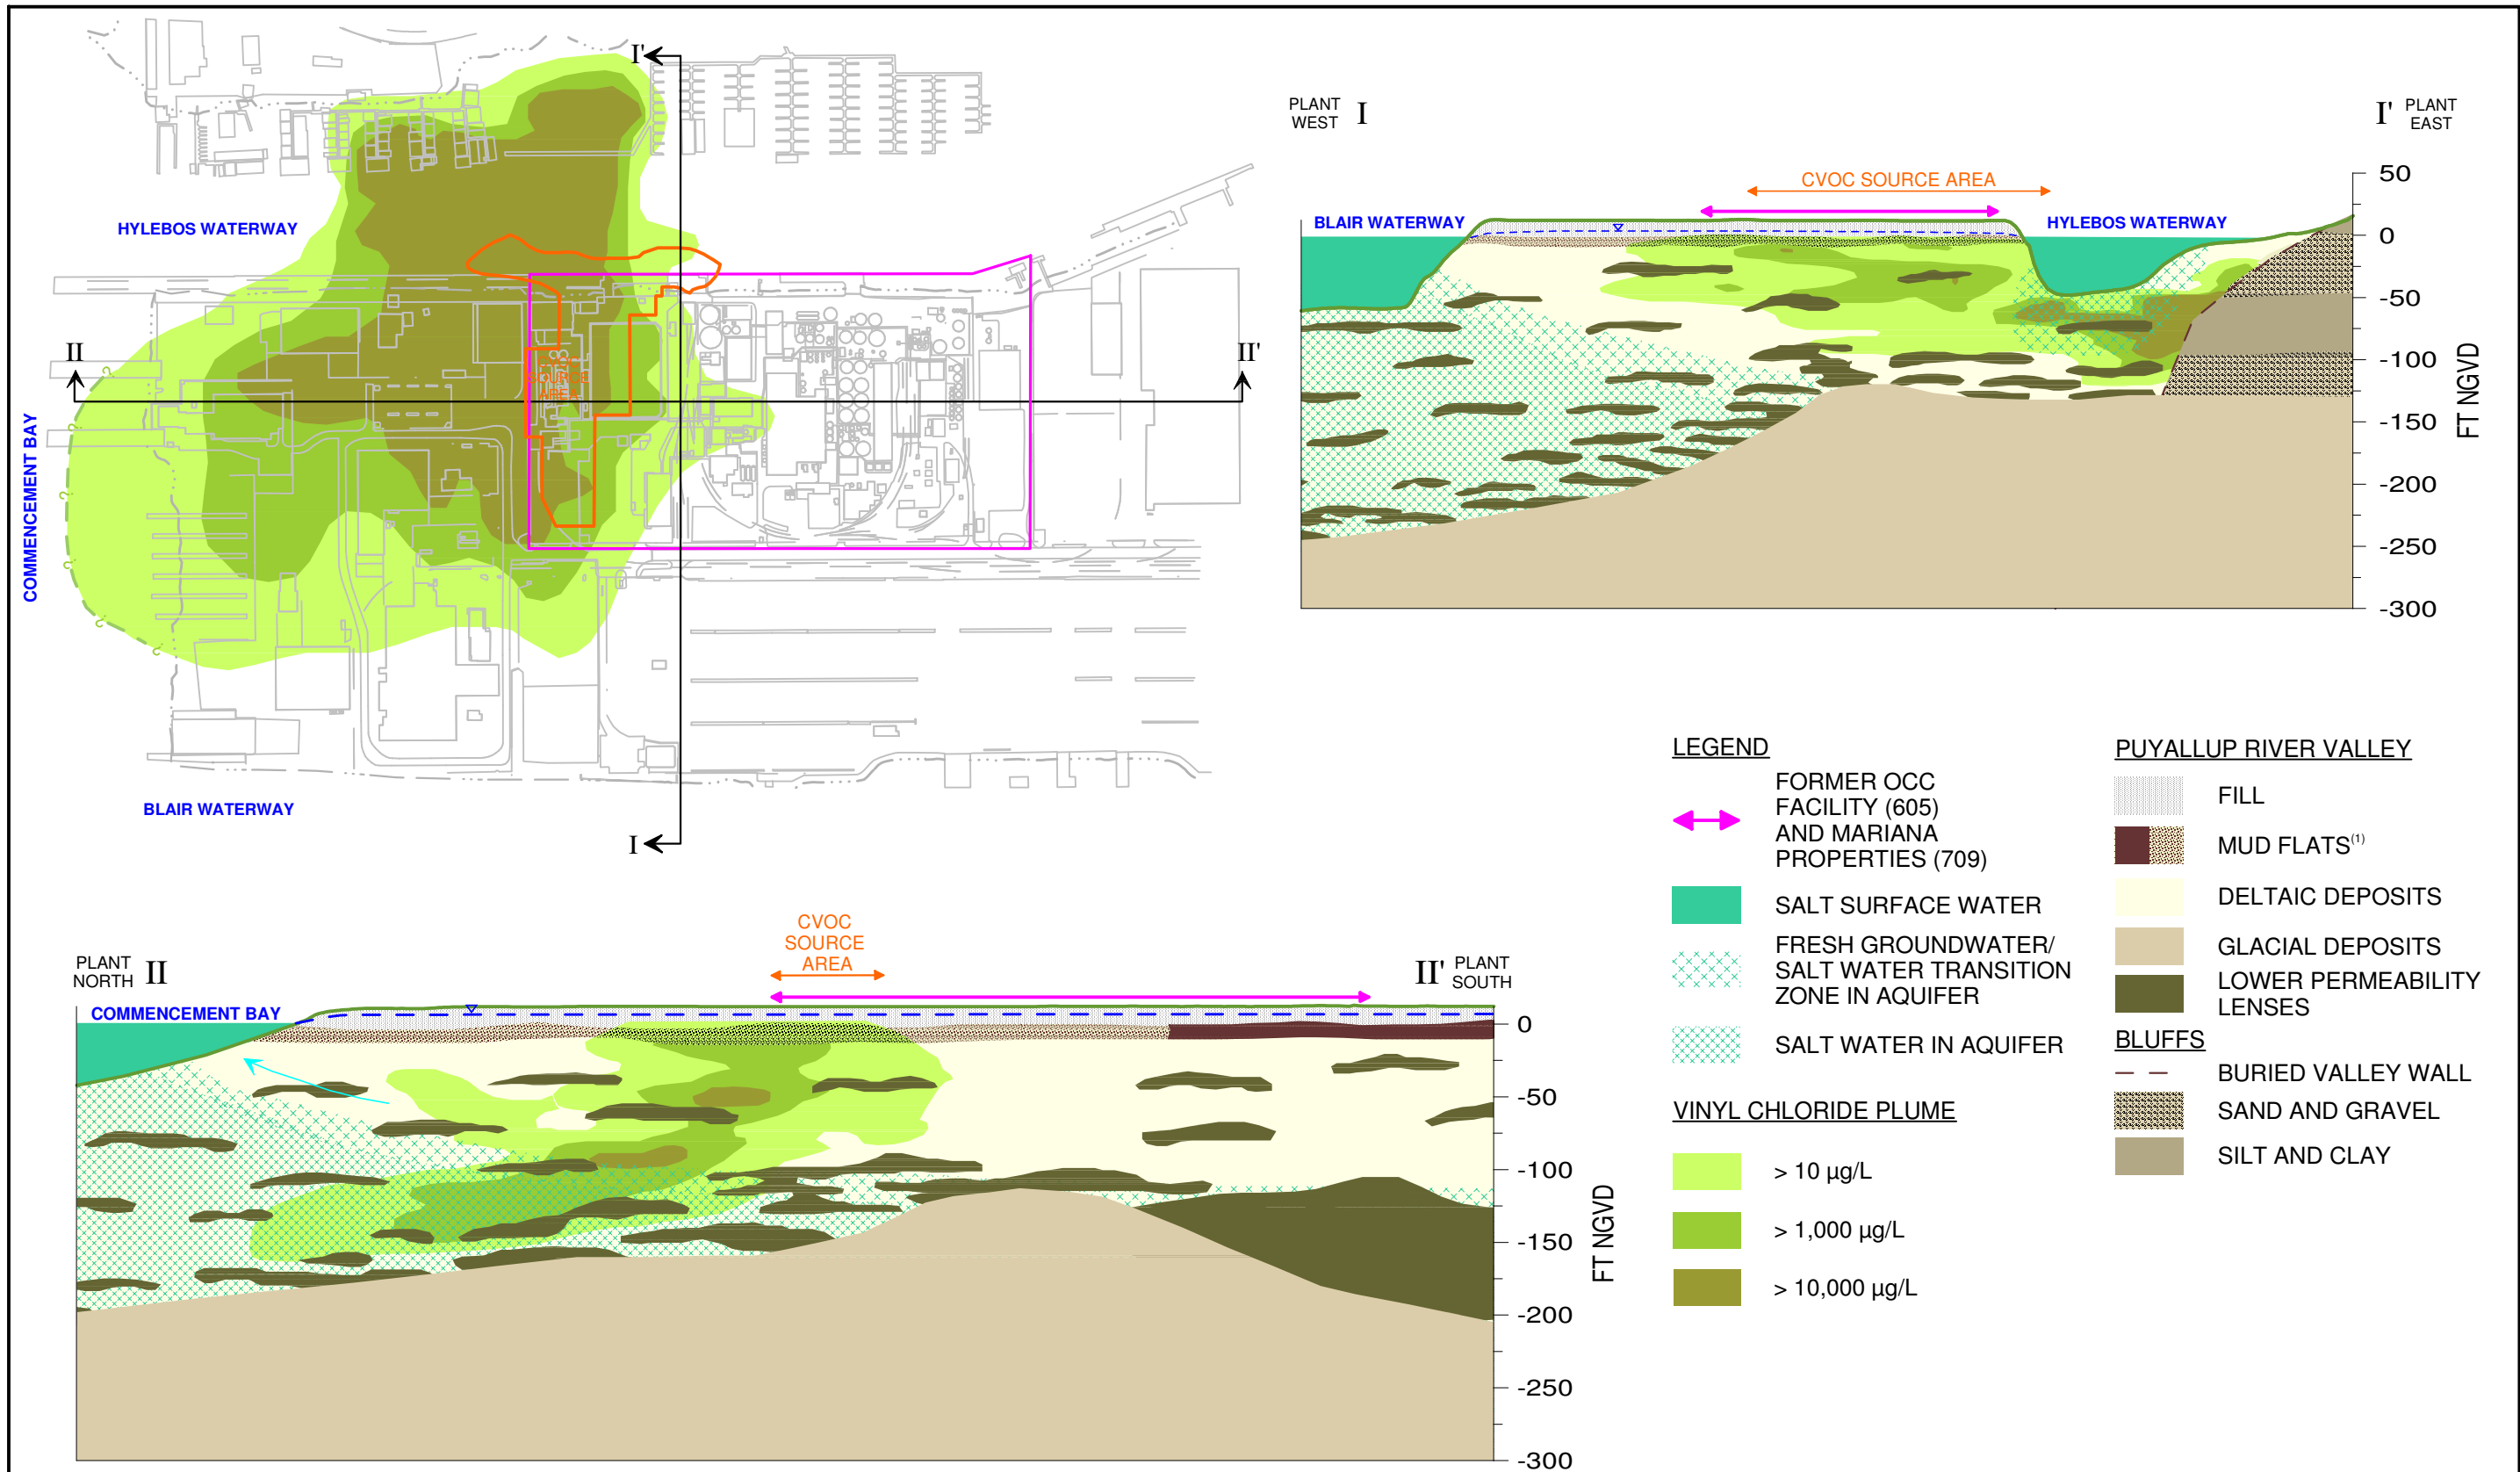 I'
HYLEBOS WATERWAY
II
II'
CVOC
SOURCE
AREA
COMMENCEMENT BAY
?
?
?
?
?
BLAIR WATERWAY
I
PLANT
WEST
I
I'
PLANT
EAST
CVOC SOURCE AREA
BLAIR WATERWAY
HYLEBOS WATERWAY
50
0
-50
-100
-150
-200
-250
-300
FT NGVD
LEGEND
FORMER OCC
FACILITY (605)
AND MARIANA
PROPERTIES (709)
SALT SURFACE WATER
FRESH GROUNDWATER/
SALT WATER TRANSITION
ZONE IN AQUIFER
SALT WATER IN AQUIFER
VINYL CHLORIDE PLUME
> 10 µg/L
> 1,000 µg/L
> 10,000 µg/L
PUYALLUP RIVER VALLEY
FILL
MUD FLATS(1)
DELTAIC DEPOSITS
GLACIAL DEPOSITS
LOWER PERMEABILITY
LENSES
BLUFFS
BURIED VALLEY WALL
SAND AND GRAVEL
SILT AND CLAY
PLANT
NORTH
II
CVOC
SOURCE
AREA
II'
PLANT
SOUTH
COMMENCEMENT BAY
0
-50
-100
-150
-200
-250
-300
FT NGVD